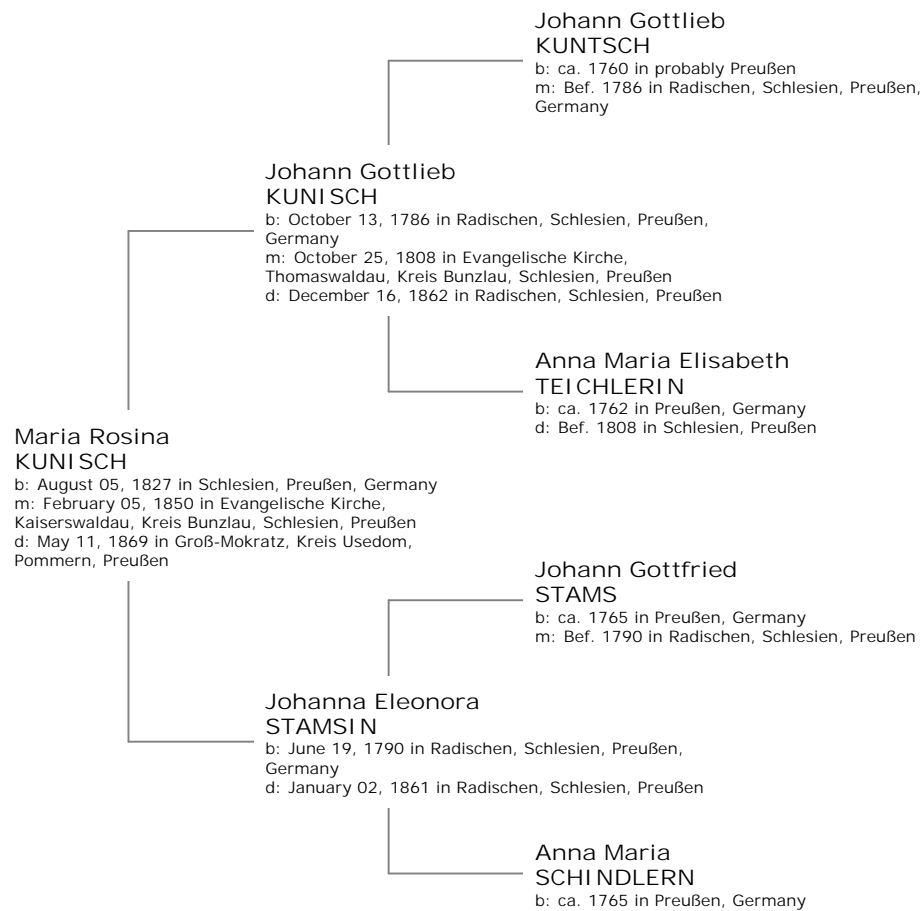 Johann Gottlieb
KUNTSCH
b: ca. 1760 in probably Preußen
m: Bef. 1786 in Radischen, Schlesien, Preußen,
Germany
Johann Gottlieb
KUNISCH
b: October 13, 1786 in Radischen, Schlesien, Preußen,
Germany
m: October 25, 1808 in Evangelische Kirche,
Thomaswaldau, Kreis Bunzlau, Schlesien, Preußen
d: December 16, 1862 in Radischen, Schlesien, Preußen
Anna Maria Elisabeth
TEICHLERIN
b: ca. 1762 in Preußen, Germany
d: Bef. 1808 in Schlesien, Preußen
Maria Rosina
KUNISCH
b: August 05, 1827 in Schlesien, Preußen, Germany
m: February 05, 1850 in Evangelische Kirche,
Kaiserswaldau, Kreis Bunzlau, Schlesien, Preußen
d: May 11, 1869 in Groß-Mokratz, Kreis Usedom,
Pommern, Preußen
Johann Gottfried
STAMS
b: ca. 1765 in Preußen, Germany
m: Bef. 1790 in Radischen, Schlesien, Preußen
Johanna Eleonora
STAMSIN
b: June 19, 1790 in Radischen, Schlesien, Preußen,
Germany
d: January 02, 1861 in Radischen, Schlesien, Preußen
Anna Maria
SCHINDLERN
b: ca. 1765 in Preußen, Germany